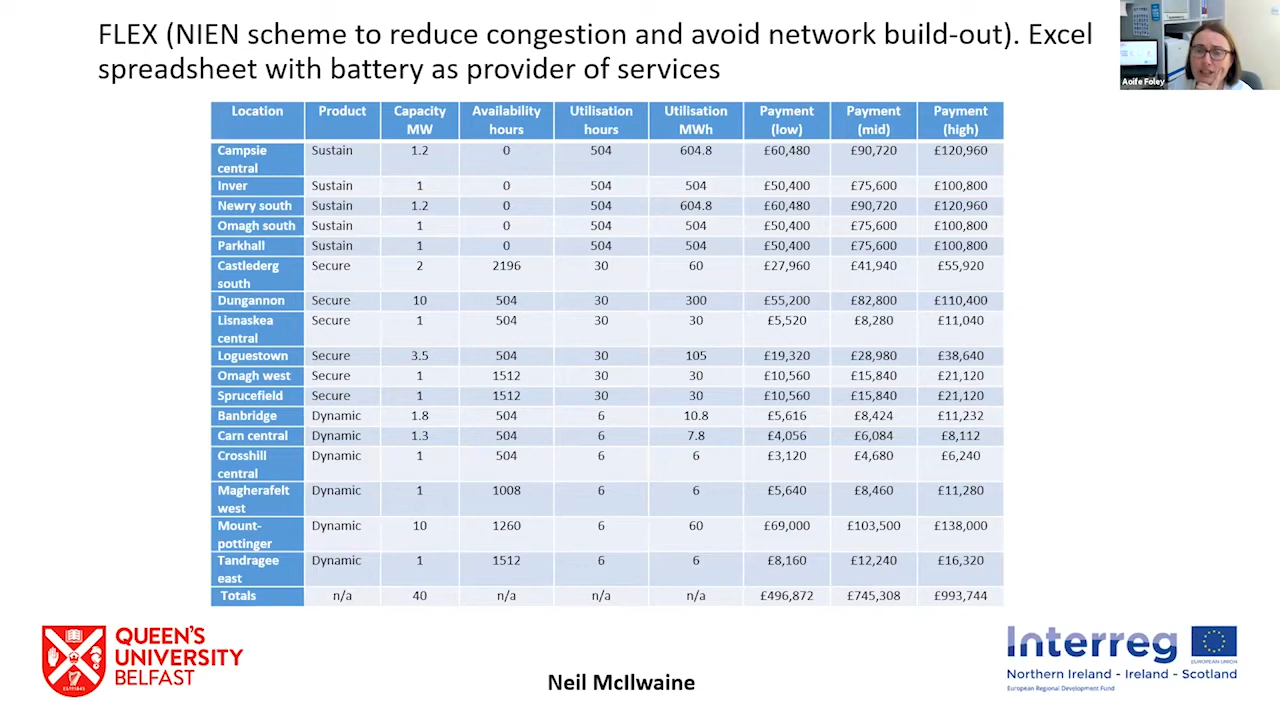 FLEX (NIEN scheme to reduce congestion and avoid network build-out). Excel
spreadsheet with battery as provider of services
Aoife Foley
Location Product Capacity MW Availability hours Utilisation hours Utilisation MWh Payment (low) Payment (mid) Payment (high)
Campsie central Sustain 1.2 0 504 604.8 £60,480 £90,720 £120,960
Inver Sustain 1 0 504 504 £50,400 £75,600 £100,800
Newry south Sustain 1.2 0 504 604.8 £60,480 £90,720 £120,960
Omagh south Sustain 1 0 504 504 £50,400 £75,600 £100,800
Parkhall Sustain 1 0 504 504 £50,400 £75,600 £100,800
Castlederg south Secure 2 2196 30 60 £27,960 £41,940 £55,920
Dungannon Secure 10 504 30 300 £55,200 £82,800 £110,400
Lisnaskea central Secure 1 504 30 30 £5,520 £8,280 £11,040
Loguestown Secure 3.5 504 30 105 £19,320 £28,980 £38,640
Omagh west Secure 1 1512 30 30 £10,560 £15,840 £21,120
Sprucefield Secure 1 1512 30 30 £10,560 £15,840 £21,120
Banbridge Dynamic 1.8 504 6 10.8 £5,616 £8,424 £11,232
Carn central Dynamic 1.3 504 6 7.8 £4,056 £6,084 £8,112
Crosshill central Dynamic 1 504 6 6 £3,120 £4,680 £6,240
Magherafelt west Dynamic 1 1008 6 6 £5,640 £8,460 £11,280
Mount-pottinger Dynamic 10 1260 6 60 £69,000 £103,500 £138,000
Tandragee east Dynamic 1 1512 6 6 £8,160 £12,240 £16,320
Totals n/a 40 n/a n/a n/a £496,872 £745,308 £993,744
QUEEN'S
UNIVERSITY
BELFAST
Neil McIlwaine
Interreg
EUROPEAN UNION
Northern Ireland - Ireland - Scotland
European Regional Development Fund